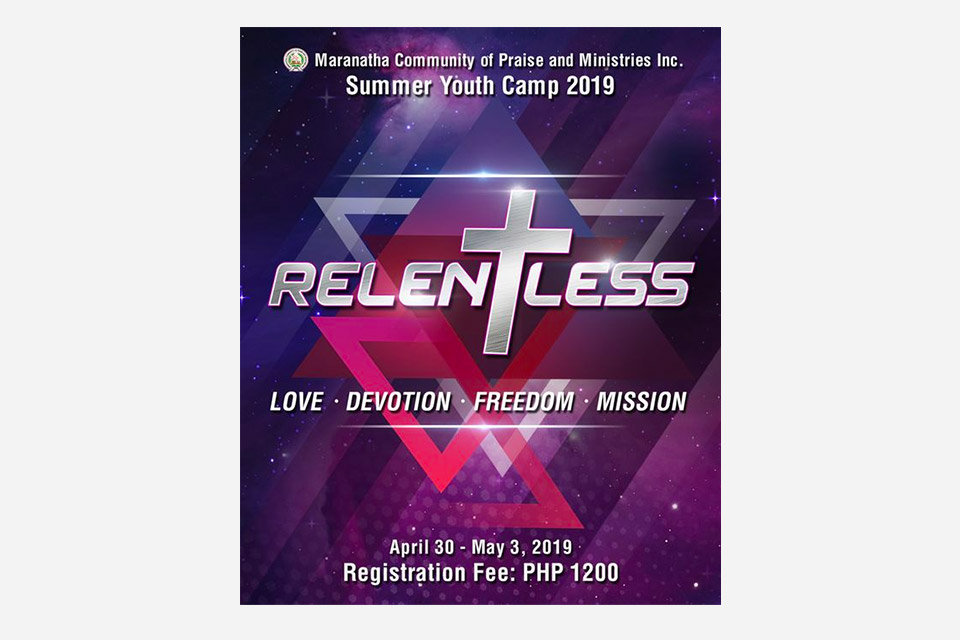 Maranatha Community of Praise and Ministries Inc.
Summer Youth Camp 2019
RELENTLESS
LOVE · DEVOTION · FREEDOM · MISSION
April 30 - May 3, 2019
Registration Fee: PHP 1200